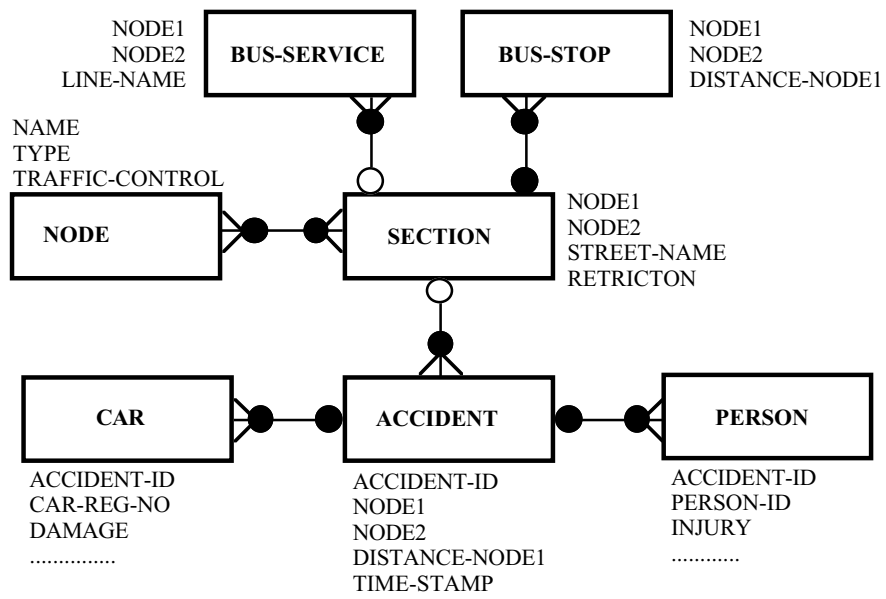 NODE1
NODE2
LINE-NAME
BUS-SERVICE
BUS-STOP
NODE1
NODE2
DISTANCE-NODE1
NAME
TYPE
TRAFFIC-CONTROL
NODE
SECTION
NODE1
NODE2
STREET-NAME
RETRICTON
CAR
ACCIDENT-ID
CAR-REG-NO
DAMAGE
...............
ACCIDENT
ACCIDENT-ID
NODE1
NODE2
DISTANCE-NODE1
TIME-STAMP
PERSON
ACCIDENT-ID
PERSON-ID
INJURY
............